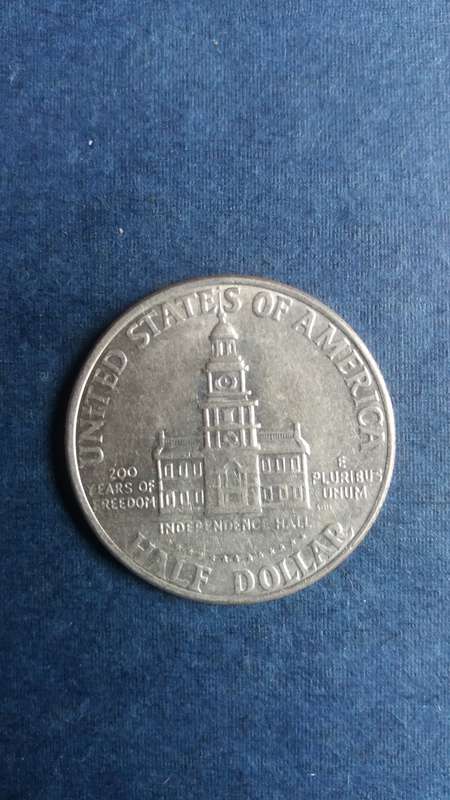 UNITED STATES OF AMERICA
200
YEARS OF
FREEDOM
E
PLURIBUS
UNUM
INDEPENDENCE HALL
HALF DOLLAR